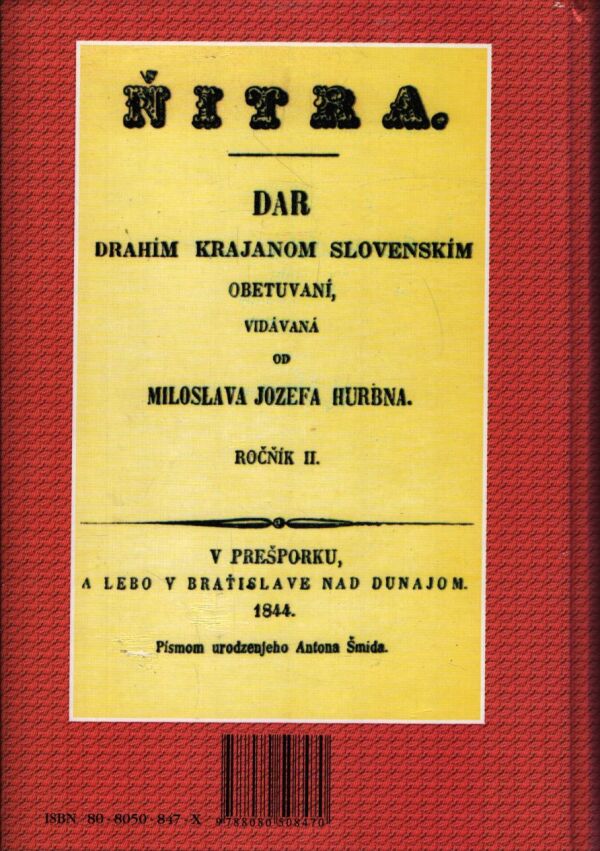 ŇITRA.
DAR
DRAHÍM KRAJANOM SLOVENSKÍM
OBETUVANÍ,
VIDÁVANÁ
OD
MILOSLAVA JOZEFA HURBNA.
ROČŇÍK II.
V PREŠPORKU,
A LEBO V BRAŤISLAVE NAD DUNAJOM.
1844.
Písmom urodzenjeho Antona Šmida.
ISBN 80-8050-847-X
9788080508470